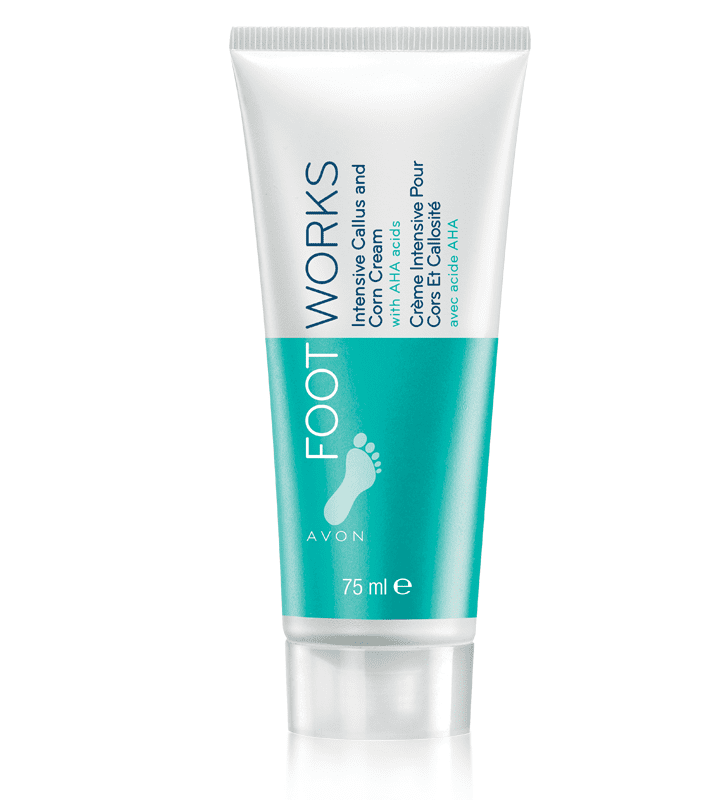 FOOT WORKS
Intensive Callus and
Corn Cream
with AHA acids
Crème Intensive Pour
Cors Et Callosité
avec acide AHA
AVON
75 ml ℮